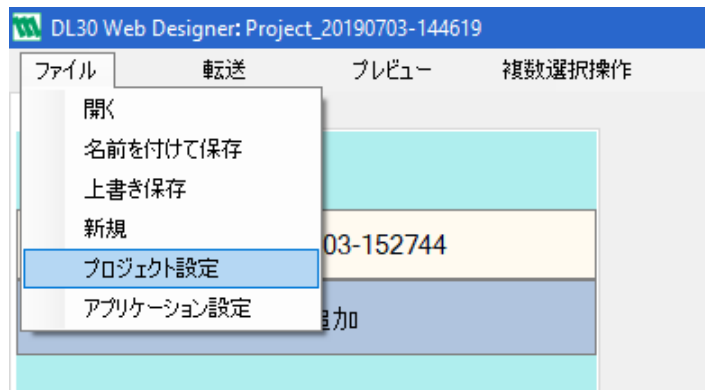 DL30 Web Designer: Project_20190703-144619
ファイル 転送 プレビュー 複数選択操作
開く
名前を付けて保存
上書き保存
新規
03-152744
プロジェクト設定
アプリケーション設定
追加